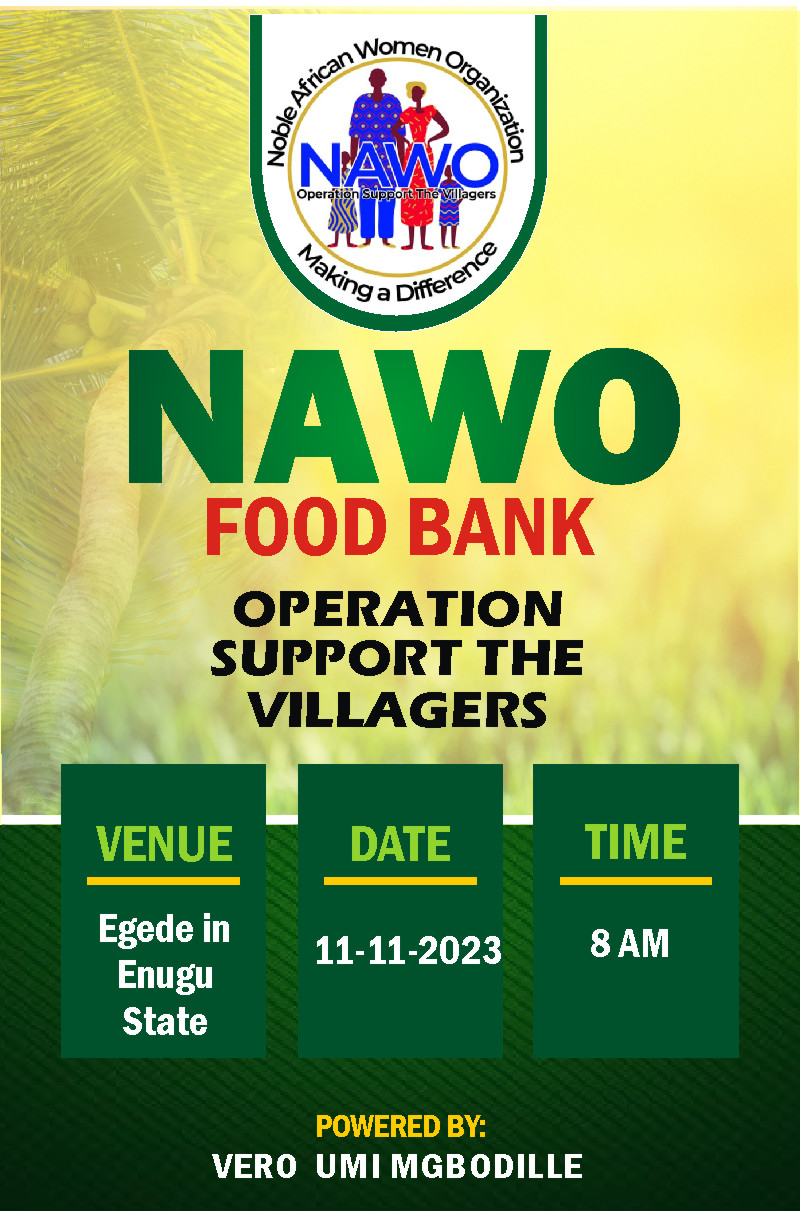 Noble African Women Organization
NAWO
Operation Support The Villagers
Making a Difference
NAWO
FOOD BANK
OPERATION
SUPPORT THE
VILLAGERS
VENUE
Egede in
Enugu
State
DATE
11-11-2023
TIME
8 AM
POWERED BY:
VERO UMI MGBODILLE